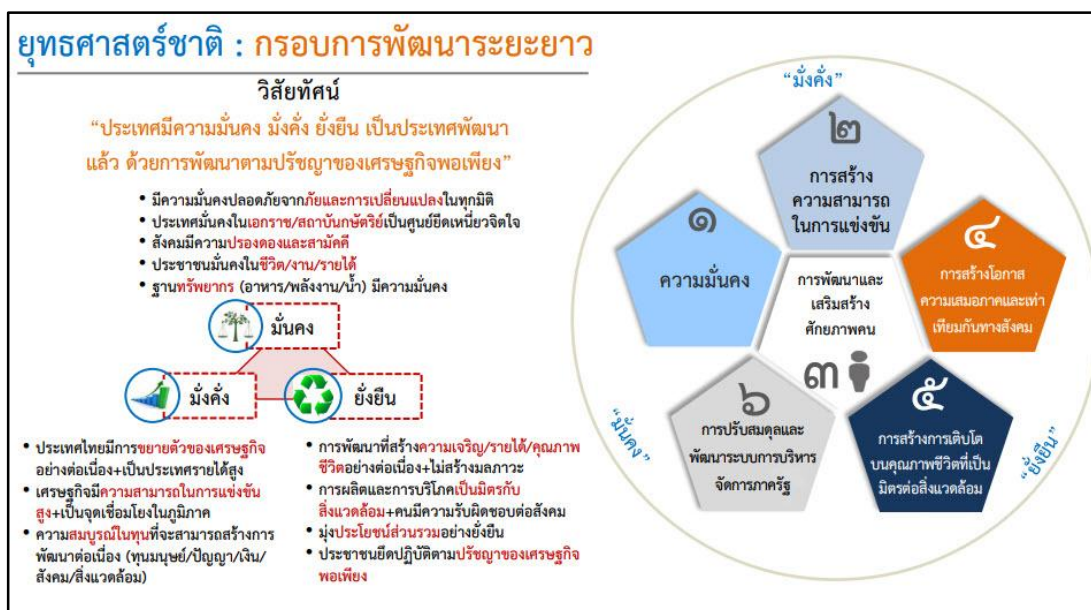 ยุทธศาสตร์ชาติ : กรอบการพัฒนาระยะยาว
วิสัยทัศน์
“ประเทศมีความมั่นคง มั่งคั่ง ยั่งยืน เป็นประเทศพัฒนา
แล้ว ด้วยการพัฒนาตามปรัชญาของเศรษฐกิจพอเพียง”
• มีความมั่นคงปลอดภัยจากภัยและการเปลี่ยนแปลงในทุกมิติ
• ประเทศมั่นคงในเอกราช/สถาบันกษัตริย์เป็นศูนย์ยึดเหนี่ยวจิตใจ
• สังคมมีความปรองดองและสามัคคี
• ประชาชนมั่นคงในชีวิต/งาน/รายได้
• ฐานทรัพยากร (อาหาร/พลังงาน/น้ำ) มีความมั่นคง
มั่นคง
มั่งคั่ง
ยั่งยืน
• ประเทศไทยมีการขยายตัวของเศรษฐกิจ
อย่างต่อเนื่อง+เป็นประเทศรายได้สูง
• เศรษฐกิจมีความสามารถในการแข่งขัน
สูง+เป็นจุดเชื่อมโยงในภูมิภาค
• ความสมบูรณ์ในทุนที่จะสามารถสร้างการ
พัฒนาต่อเนื่อง (ทุนมนุษย์/ปัญญา/เงิน/
สังคม/สิ่งแวดล้อม)
• การพัฒนาที่สร้างความเจริญ/รายได้/คุณภาพ
ชีวิตอย่างต่อเนื่อง+ไม่สร้างมลภาวะ
• การผลิตและการบริโภคเป็นมิตรกับ
สิ่งแวดล้อม+คนมีความรับผิดชอบต่อสังคม
• มุ่งประโยชน์ส่วนรวมอย่างยั่งยืน
• ประชาชนยึดปฏิบัติตามปรัชญาของเศรษฐกิจ
พอเพียง
“มั่งคั่ง”
๒
การสร้าง
ความสามารถ
ในการแข่งขัน
๑
ความมั่นคง
๔
การสร้างโอกาส
ความเสมอภาคและเท่า
เทียมกันทางสังคม
การพัฒนาและ
เสริมสร้าง
ศักยภาพคน
๓
๖
การปรับสมดุลและ
พัฒนาระบบการบริหาร
จัดการภาครัฐ
๕
การสร้างการเติบโต
บนคุณภาพชีวิตที่เป็น
มิตรต่อสิ่งแวดล้อม
“มั่นคง”
“ยั่งยืน”